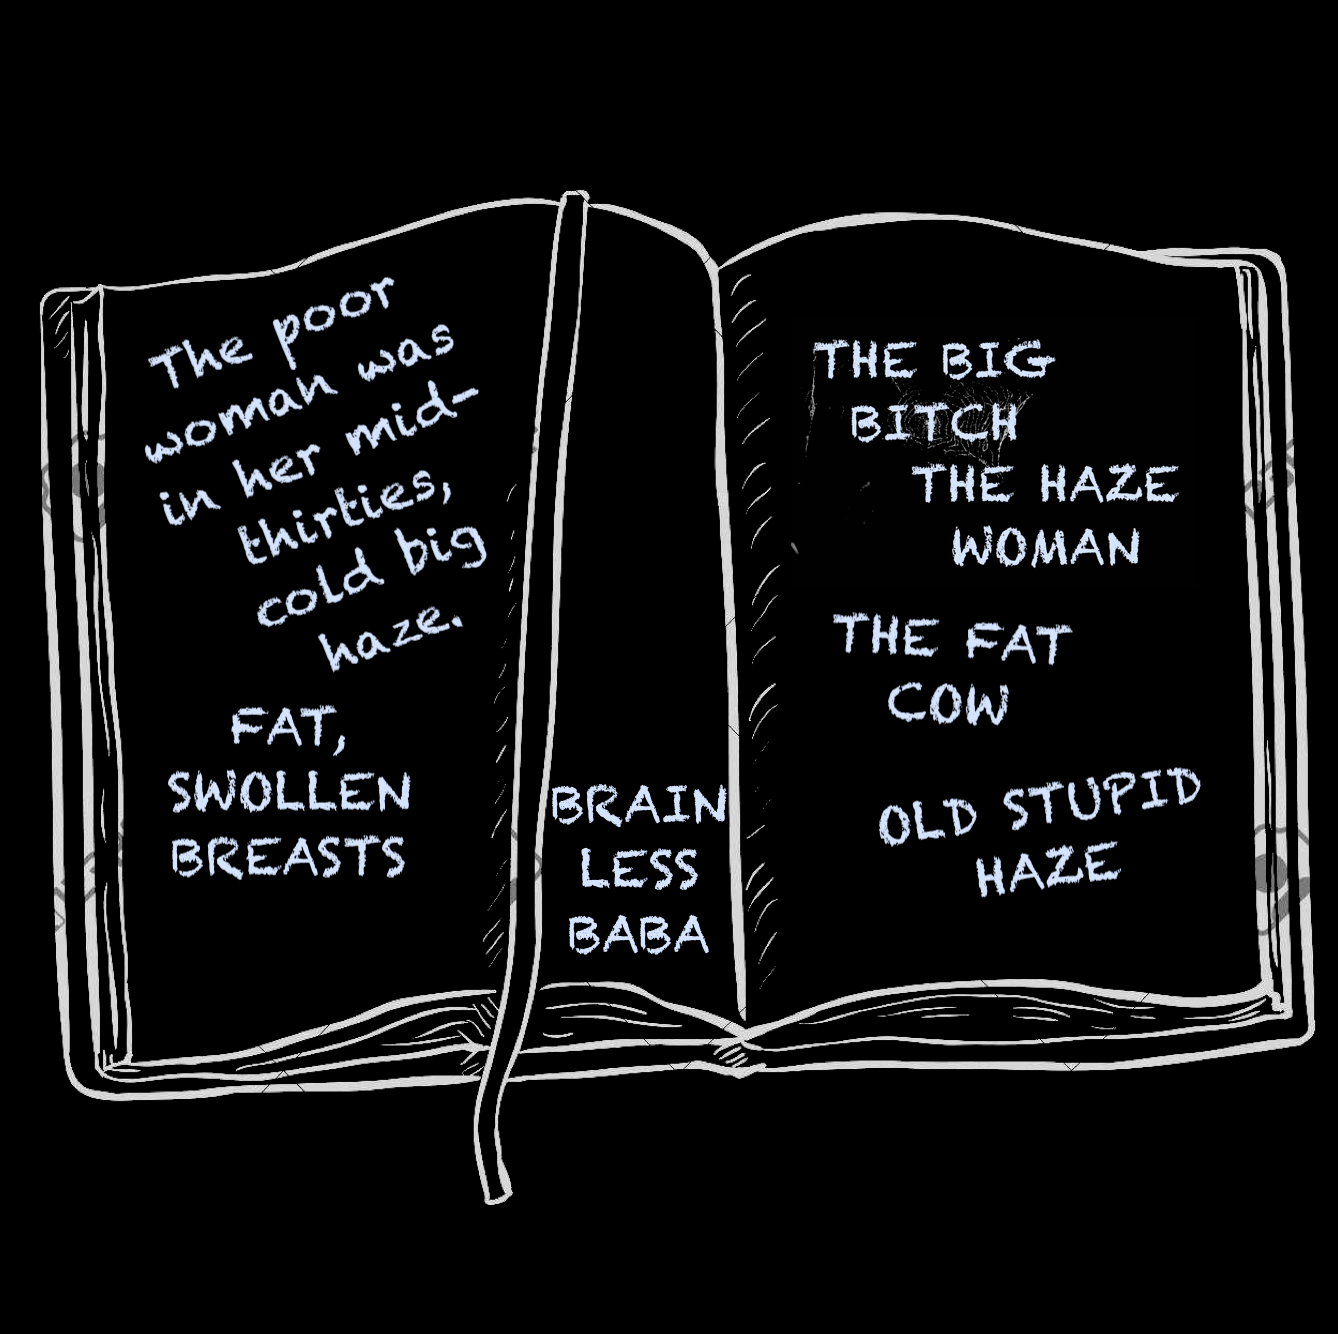 The poor
woman was
in her mid-
thirties,
cold big
haze.
FAT,
SWOLLEN
BREASTS
BRAIN
LESS
BABA
THE BIG
BITCH
THE HAZE
WOMAN
THE FAT
COW
OLD STUPID
HAZE